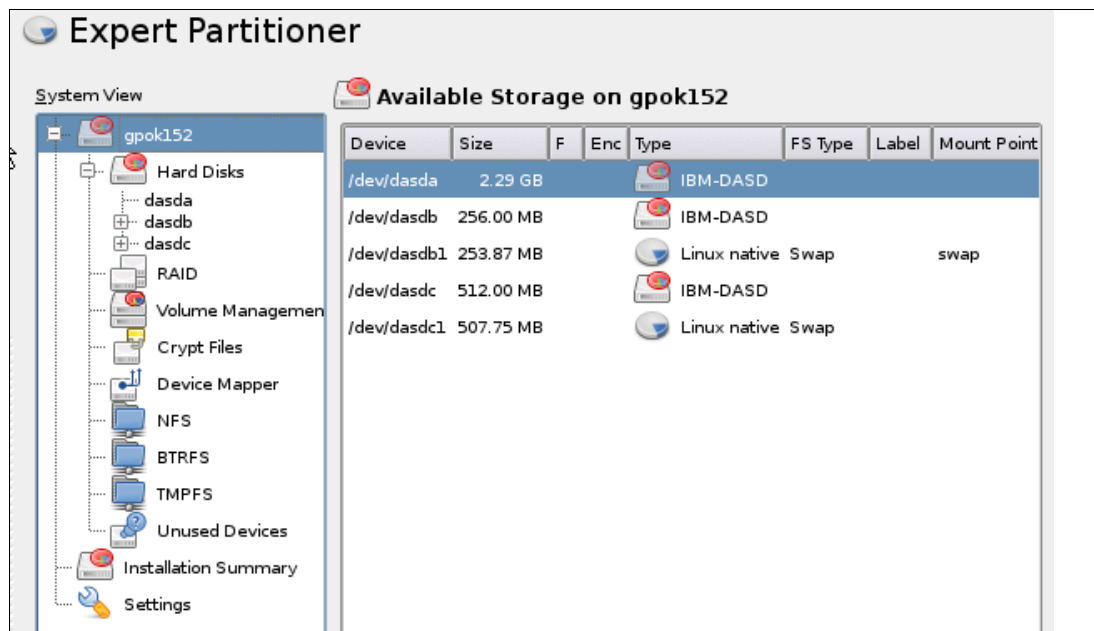 Expert Partitioner
System View
Available Storage on gpok152
gpok152
Hard Disks
dasda
dasdb
dasdc
RAID
Volume Managemen
Crypt Files
Device Mapper
NFS
BTRFS
TMPFS
Unused Devices
Installation Summary
Settings
Device Size F Enc Type FS Type Label Mount Point
/dev/dasda 2.29 GB IBM-DASD
/dev/dasdb 256.00 MB IBM-DASD
/dev/dasdb1 253.87 MB Linux native Swap swap
/dev/dasdc 512.00 MB IBM-DASD
/dev/dasdc1 507.75 MB Linux native Swap